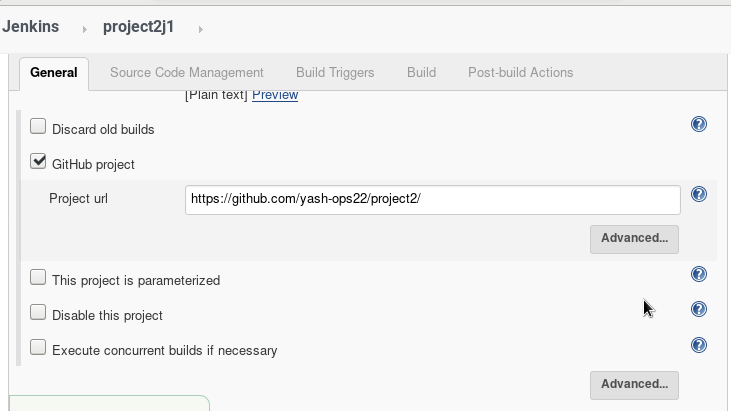 Jenkins project2j1
General Source Code Management Build Triggers Build Post-build Actions
[Plain text] Preview
Discard old builds
GitHub project
Project url https://github.com/yash-ops22/project2/
Advanced...
This project is parameterized
Disable this project
Execute concurrent builds if necessary
Advanced...